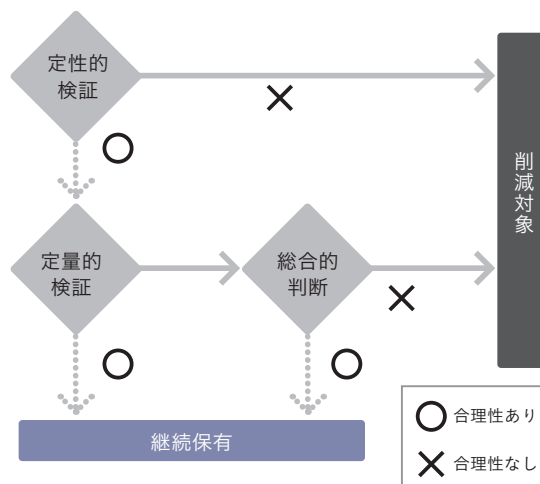 定性的
検証
削減対象
定量的
検証
総合的
判断
継続保有
合理性あり
合理性なし